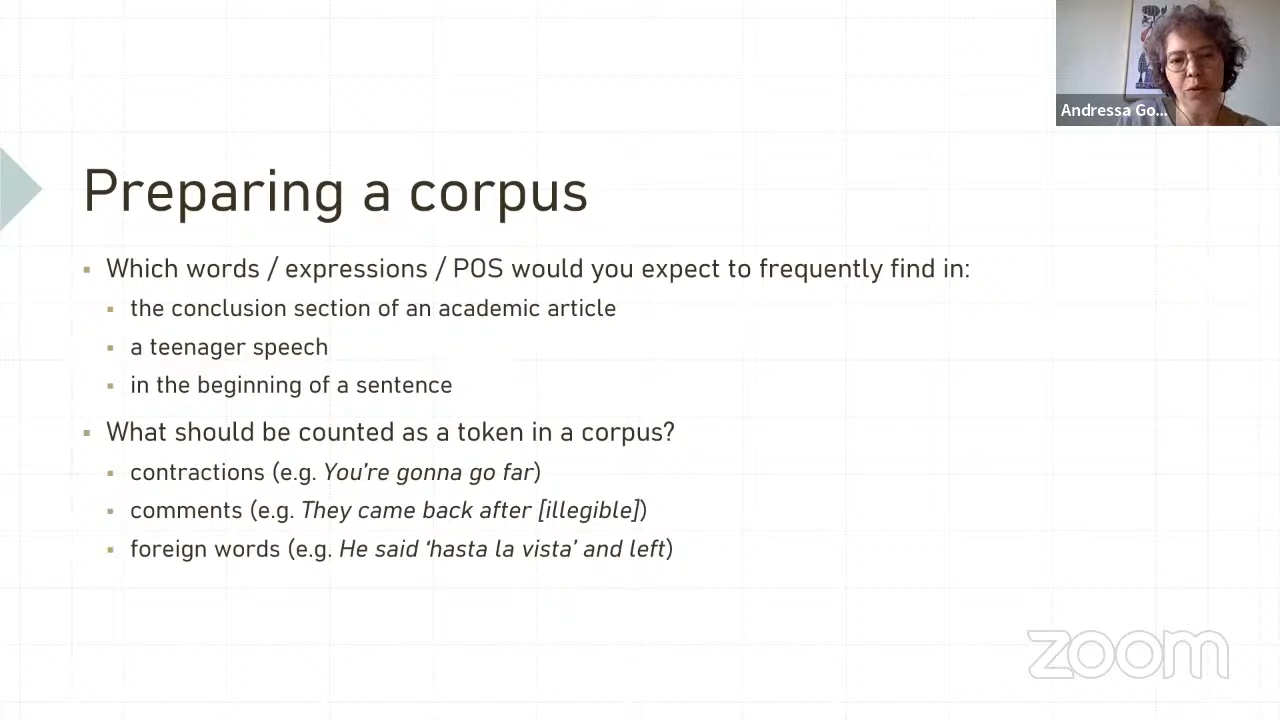 Andressa Go...
Preparing a corpus
Which words / expressions / POS would you expect to frequently find in:
the conclusion section of an academic article
a teenager speech
in the beginning of a sentence
What should be counted as a token in a corpus?
contractions (e.g. You're gonna go far)
comments (e.g. They came back after [illegible])
foreign words (e.g. He said ‘hasta la vista’ and left)
zoom